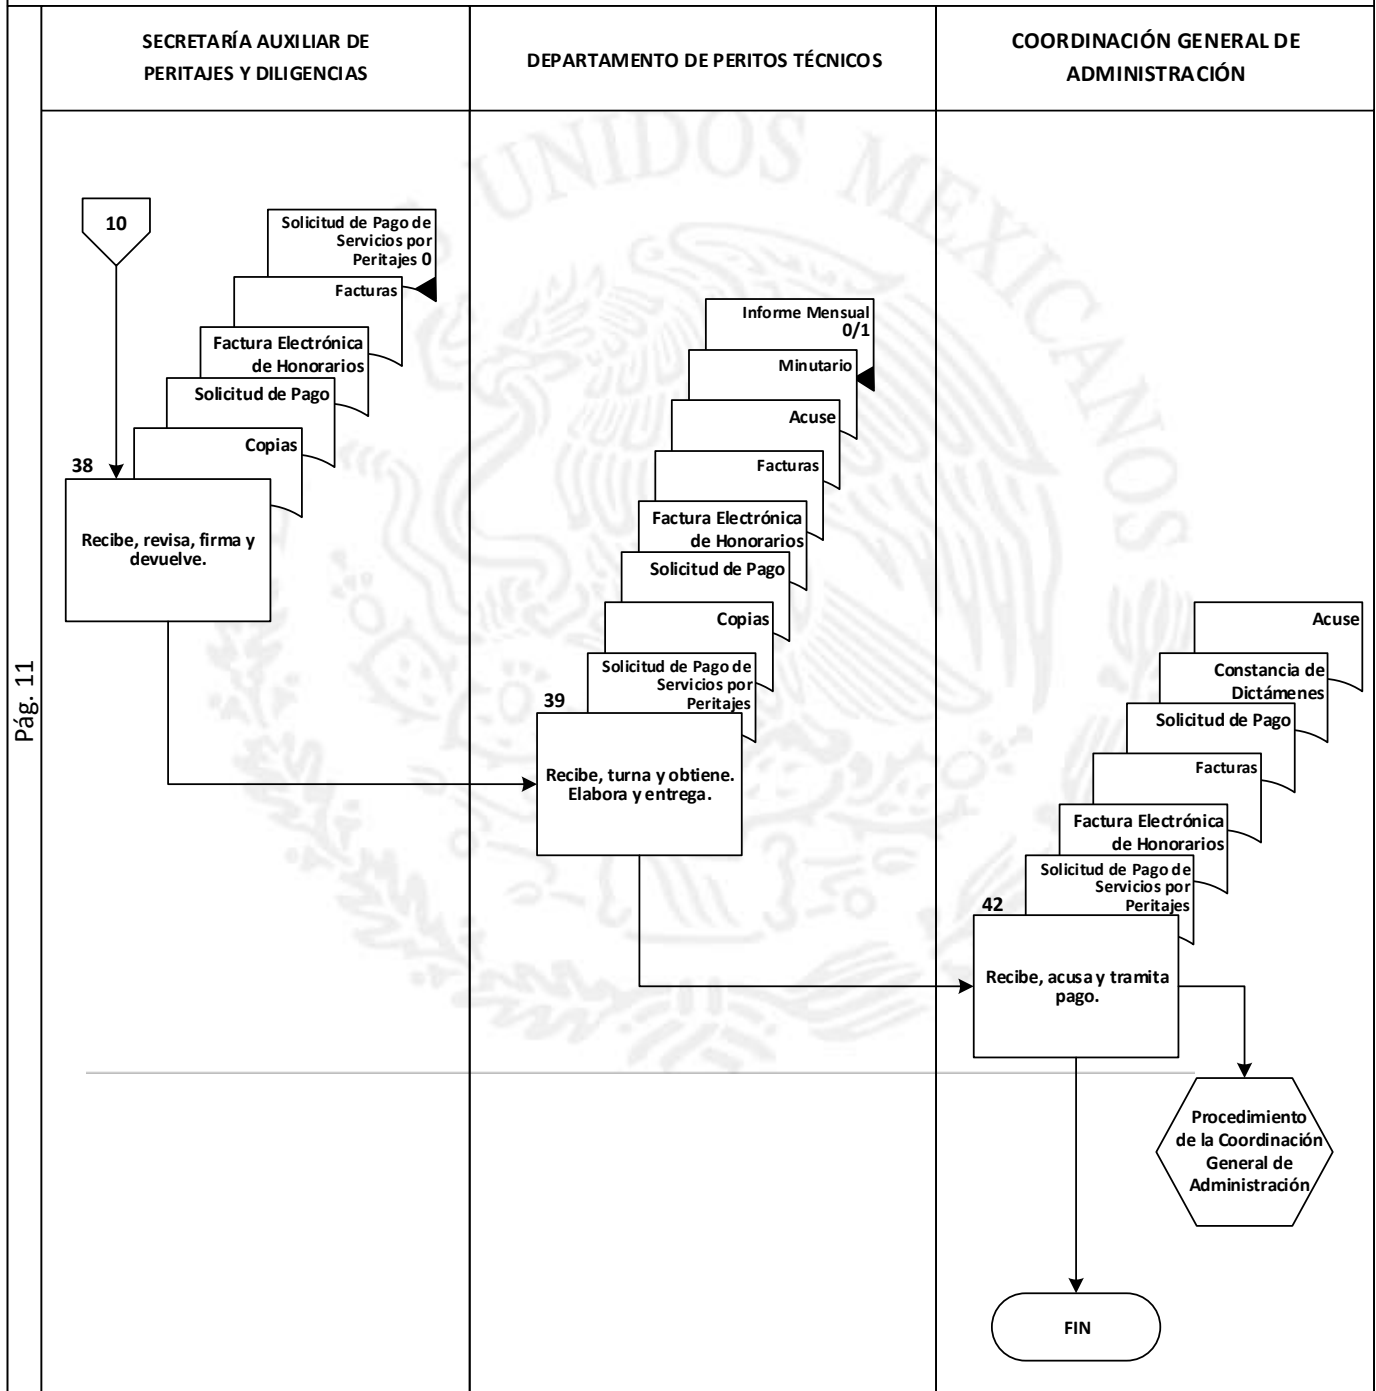 SECRETARÍA AUXILIAR DE
PERITAJES Y DILIGENCIAS
DEPARTAMENTO DE PERITOS TÉCNICOS
COORDINACIÓN GENERAL DE
ADMINISTRACIÓN
UNIDOS MEXICANOS
Pág. 11
10
Solicitud de Pago de
Servicios por
Peritajes 0
Facturas
Factura Electrónica
de Honorarios
Solicitud de Pago
Copias
38
Recibe, revisa, firma y
devuelve.
Informe Mensual
0/1
Minutario
Acuse
Facturas
Factura Electrónica
de Honorarios
Solicitud de Pago
Copias
Solicitud de Pago de
Servicios por
Peritajes
39
Recibe, turna y obtiene.
Elabora y entrega.
Acuse
Constancia de
Dictámenes
Solicitud de Pago
Facturas
Factura Electrónica
de Honorarios
Solicitud de Pago de
Servicios por
Peritajes
42
Recibe, acusa y tramita
pago.
Procedimiento
de la Coordinación
General de
Administración
FIN